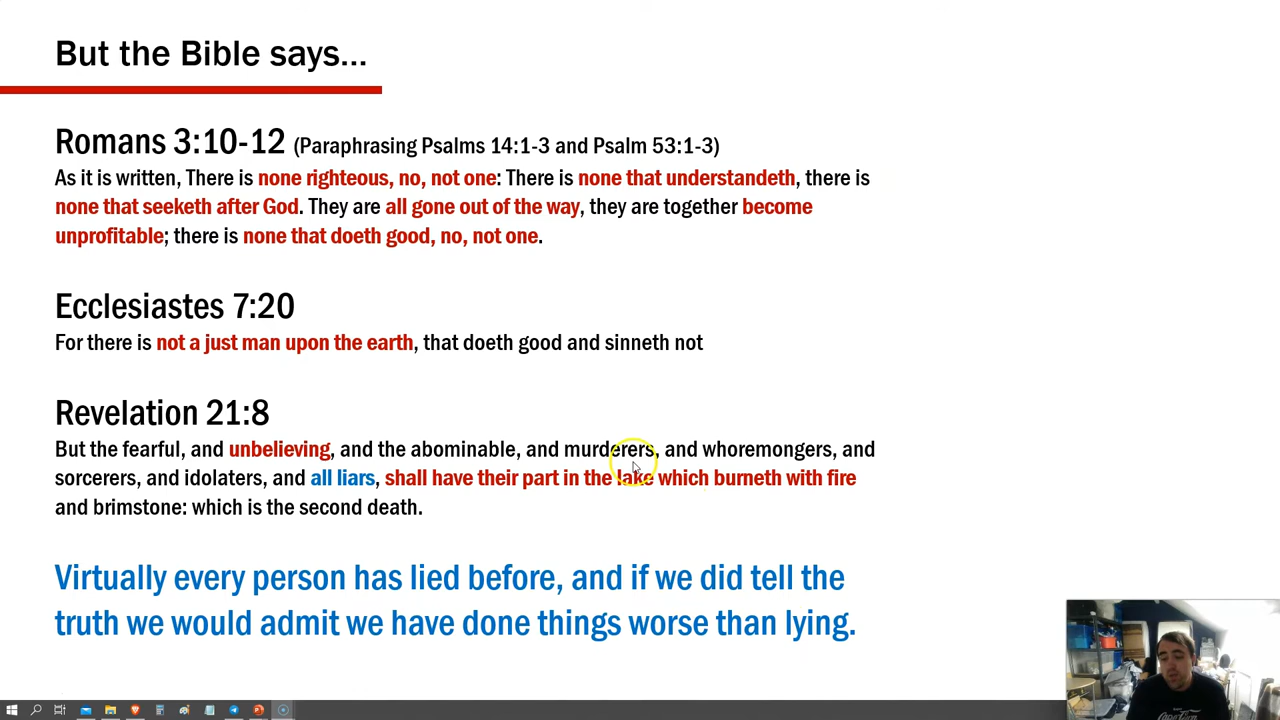 But the Bible says...
Romans 3:10-12 (Paraphrasing Psalms 14:1-3 and Psalm 53:1-3)
As it is written, There is none righteous, no, not one: There is none that understandeth, there is
none that seeketh after God. They are all gone out of the way, they are together become
unprofitable; there is none that doeth good, no, not one.
Ecclesiastes 7:20
For there is not a just man upon the earth, that doeth good and sinneth not
Revelation 21:8
But the fearful, and unbelieving, and the abominable, and murderers, and whoremongers, and
sorcerers, and idolaters, and all liars, shall have their part in the lake which burneth with fire
and brimstone: which is the second death.
Virtually every person has lied before, and if we did tell the
truth we would admit we have done things worse than lying.